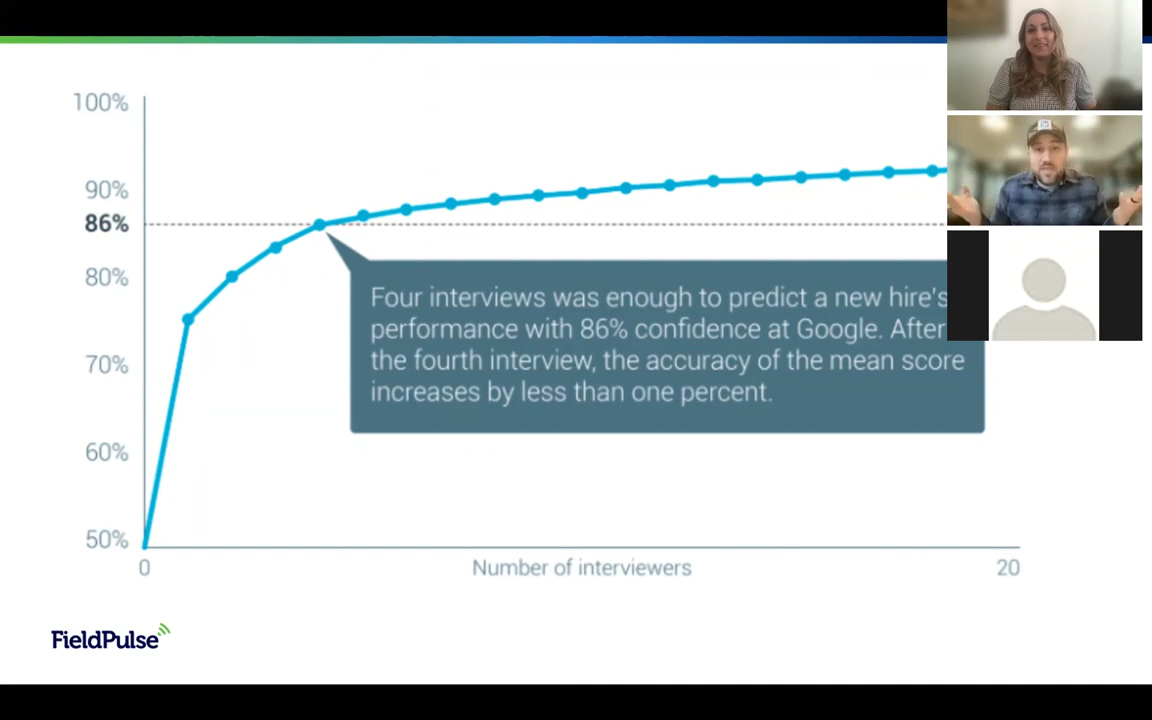 100%
90%
86%
80%
70%
60%
50%
Four interviews was enough to predict a new hire's
performance with 86% confidence at Google. After
the fourth interview, the accuracy of the mean score
increases by less than one percent.
0
Number of interviewers
20
FieldPulse